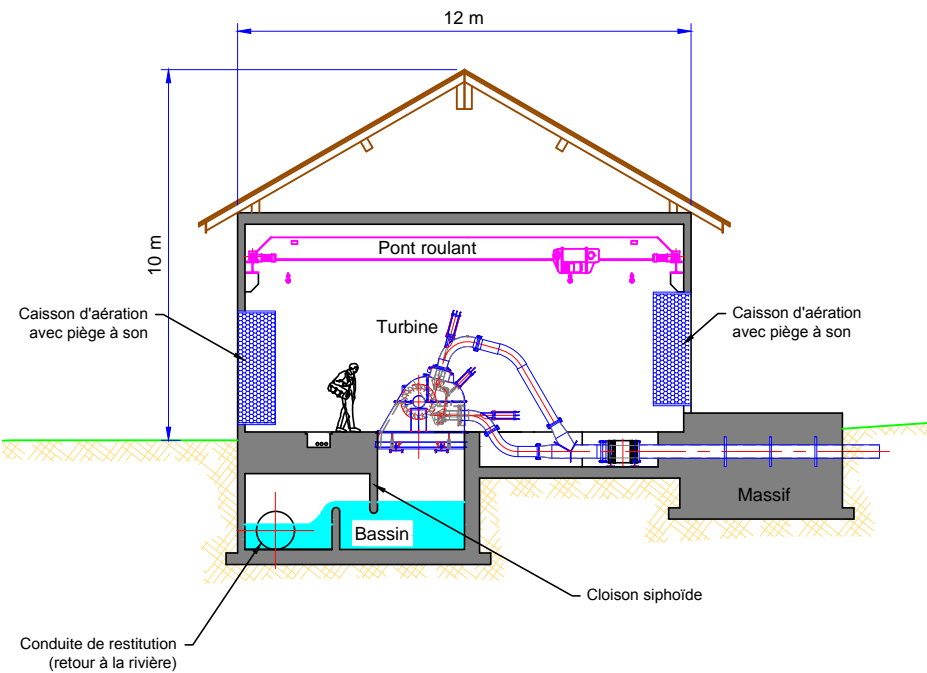 12 m
10 m
Pont roulant
Caisson d'aération
avec piège à son
Turbine
Caisson d'aération
avec piège à son
Massif
Bassin
Cloison siphoïde
Conduite de restitution
(retour à la rivière)